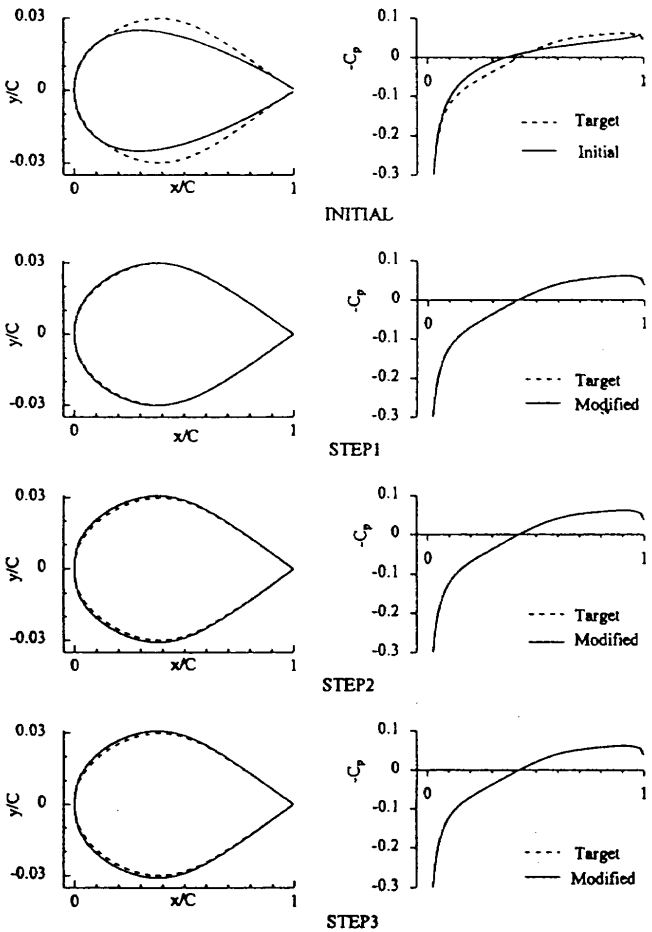 0.03
y/C
0
-0.03
0
x/C
1
0.1
-Cp
0
-0.1
-0.2
-0.3
0
1
Target
Initial
INITIAL
0.03
y/C
0
-0.03
0
x/C
1
0.1
-Cp
0
-0.1
-0.2
-0.3
0
1
Target
Modified
STEP1
0.03
y/C
0
-0.03
0
x/C
1
0.1
-Cp
0
-0.1
-0.2
-0.3
0
1
Target
Modified
STEP2
0.03
y/C
0
-0.03
0
x/C
1
0.1
-Cp
0
-0.1
-0.2
-0.3
0
1
Target
Modified
STEP3